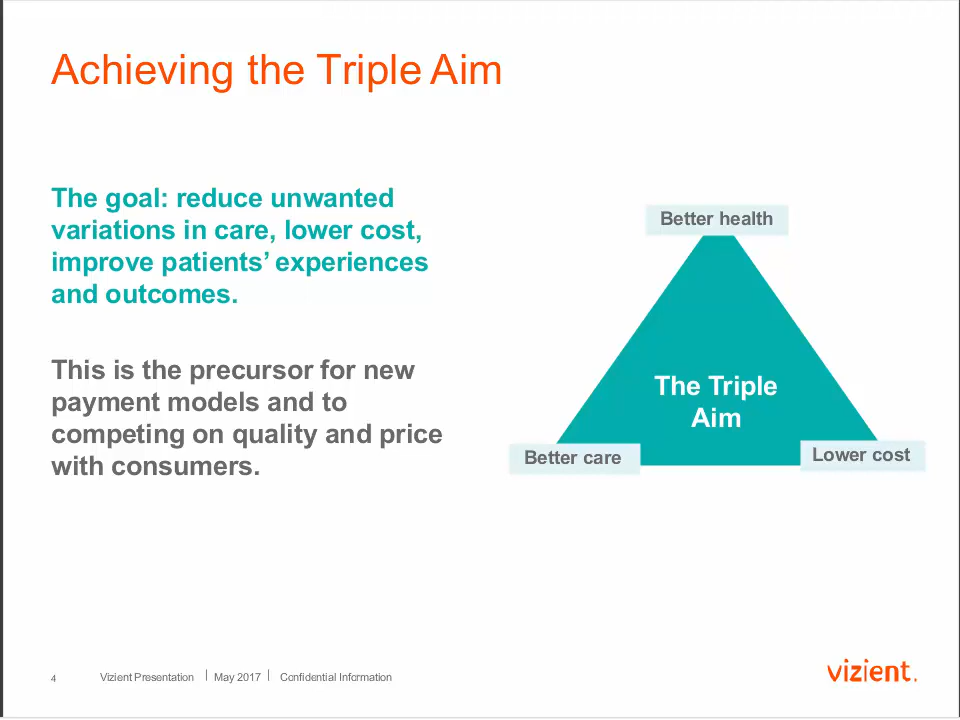 Achieving the Triple Aim
The goal: reduce unwanted
variations in care, lower cost,
improve patients’ experiences
and outcomes.
This is the precursor for new
payment models and to
competing on quality and price
with consumers.
Better health
The Triple
Aim
Better care
Lower cost
4 Vizient Presentation | May 2017 | Confidential Information
vizient.